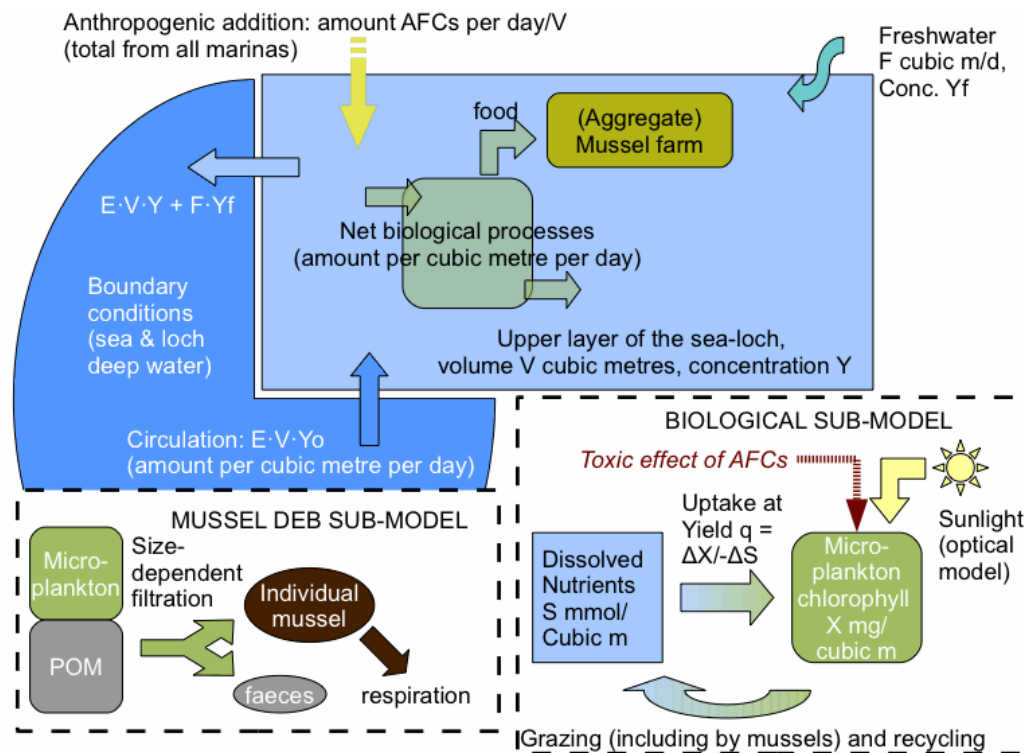 Anthropogenic addition: amount AFCs per day/V
(total from all marinas)
Freshwater
F cubic m/d,
Conc. Yf
food
(Aggregate)
Mussel farm
E·V·Y + F·Yf
Net biological processes
(amount per cubic metre per day)
Boundary
conditions
(sea & loch
deep water)
Upper layer of the sea-loch,
volume V cubic metres, concentration Y
Circulation: E·V·Yo
(amount per cubic metre per day)
BIOLOGICAL SUB-MODEL
Toxic effect of AFCs
Uptake at
Yield q =
ΔX/-ΔS
Sunlight
(optical
model)
Dissolved
Nutrients
S mmol/
Cubic m
Micro-
plankton
chlorophyll
X mg/
cubic m
Grazing (including by mussels) and recycling
MUSSEL DEB SUB-MODEL
Micro-
plankton
Size-
dependent
filtration
Individual
mussel
POM
faeces
respiration